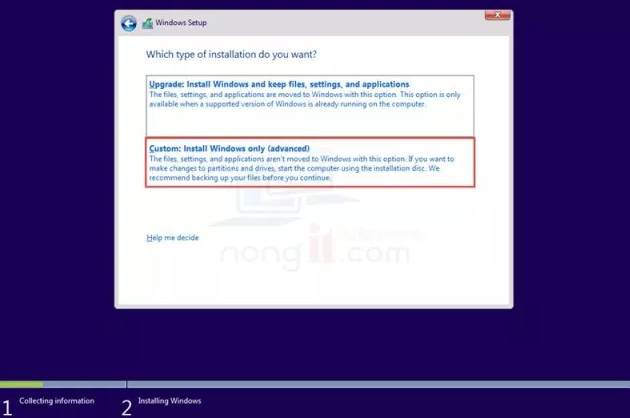 Windows Setup
Which type of installation do you want?
Upgrade: Install Windows and keep files, settings, and applications
The files, settings, and applications are moved to Windows with this option. This option is only
available when a supported version of Windows is already running on the computer.
Custom: Install Windows only (advanced)
The files, settings, and applications aren't moved to Windows with this option. If you want to
make changes to partitions and drives, start the computer using the installation disc. We
recommend backing up your files before you continue.
Help me decide
nongit.com
1 Collecting information
2 Installing Windows